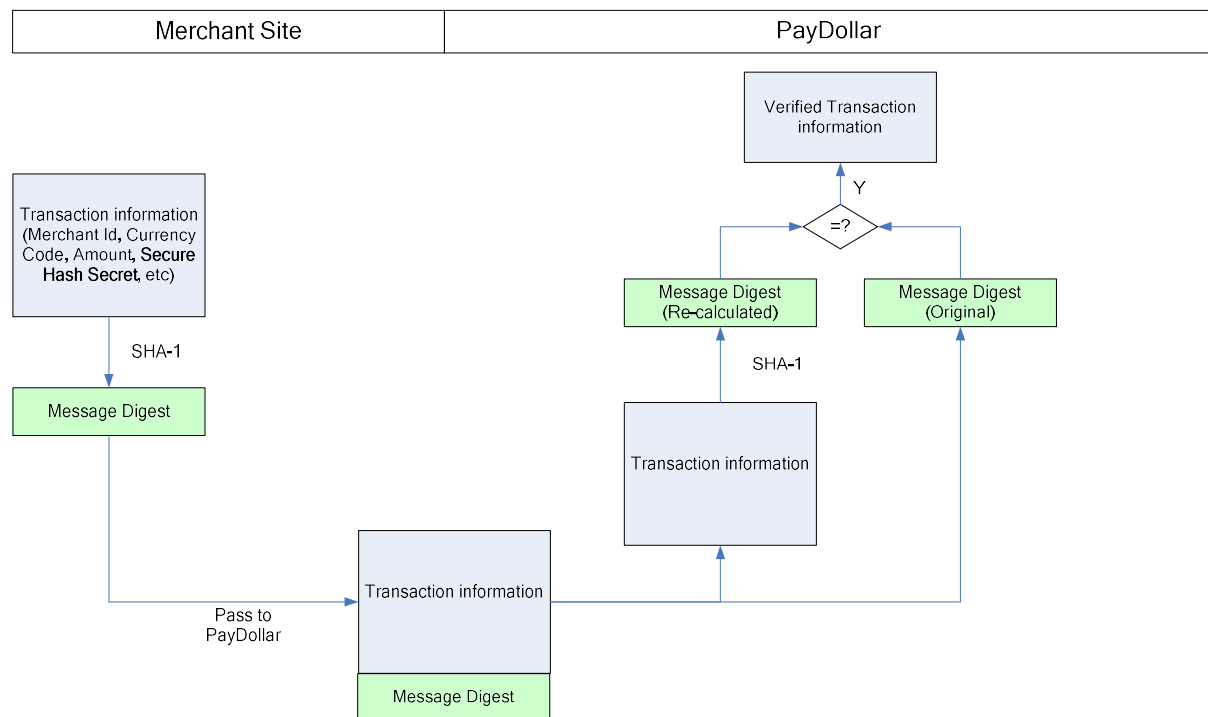 Merchant Site
PayDollar
Verified Transaction
information
Y
=?
Transaction information
(Merchant Id, Currency
Code, Amount, Secure
Hash Secret, etc)
Message Digest
(Re-calculated)
Message Digest
(Original)
SHA-1
SHA-1
Message Digest
Transaction information
Transaction information
Pass to
PayDollar
Message Digest